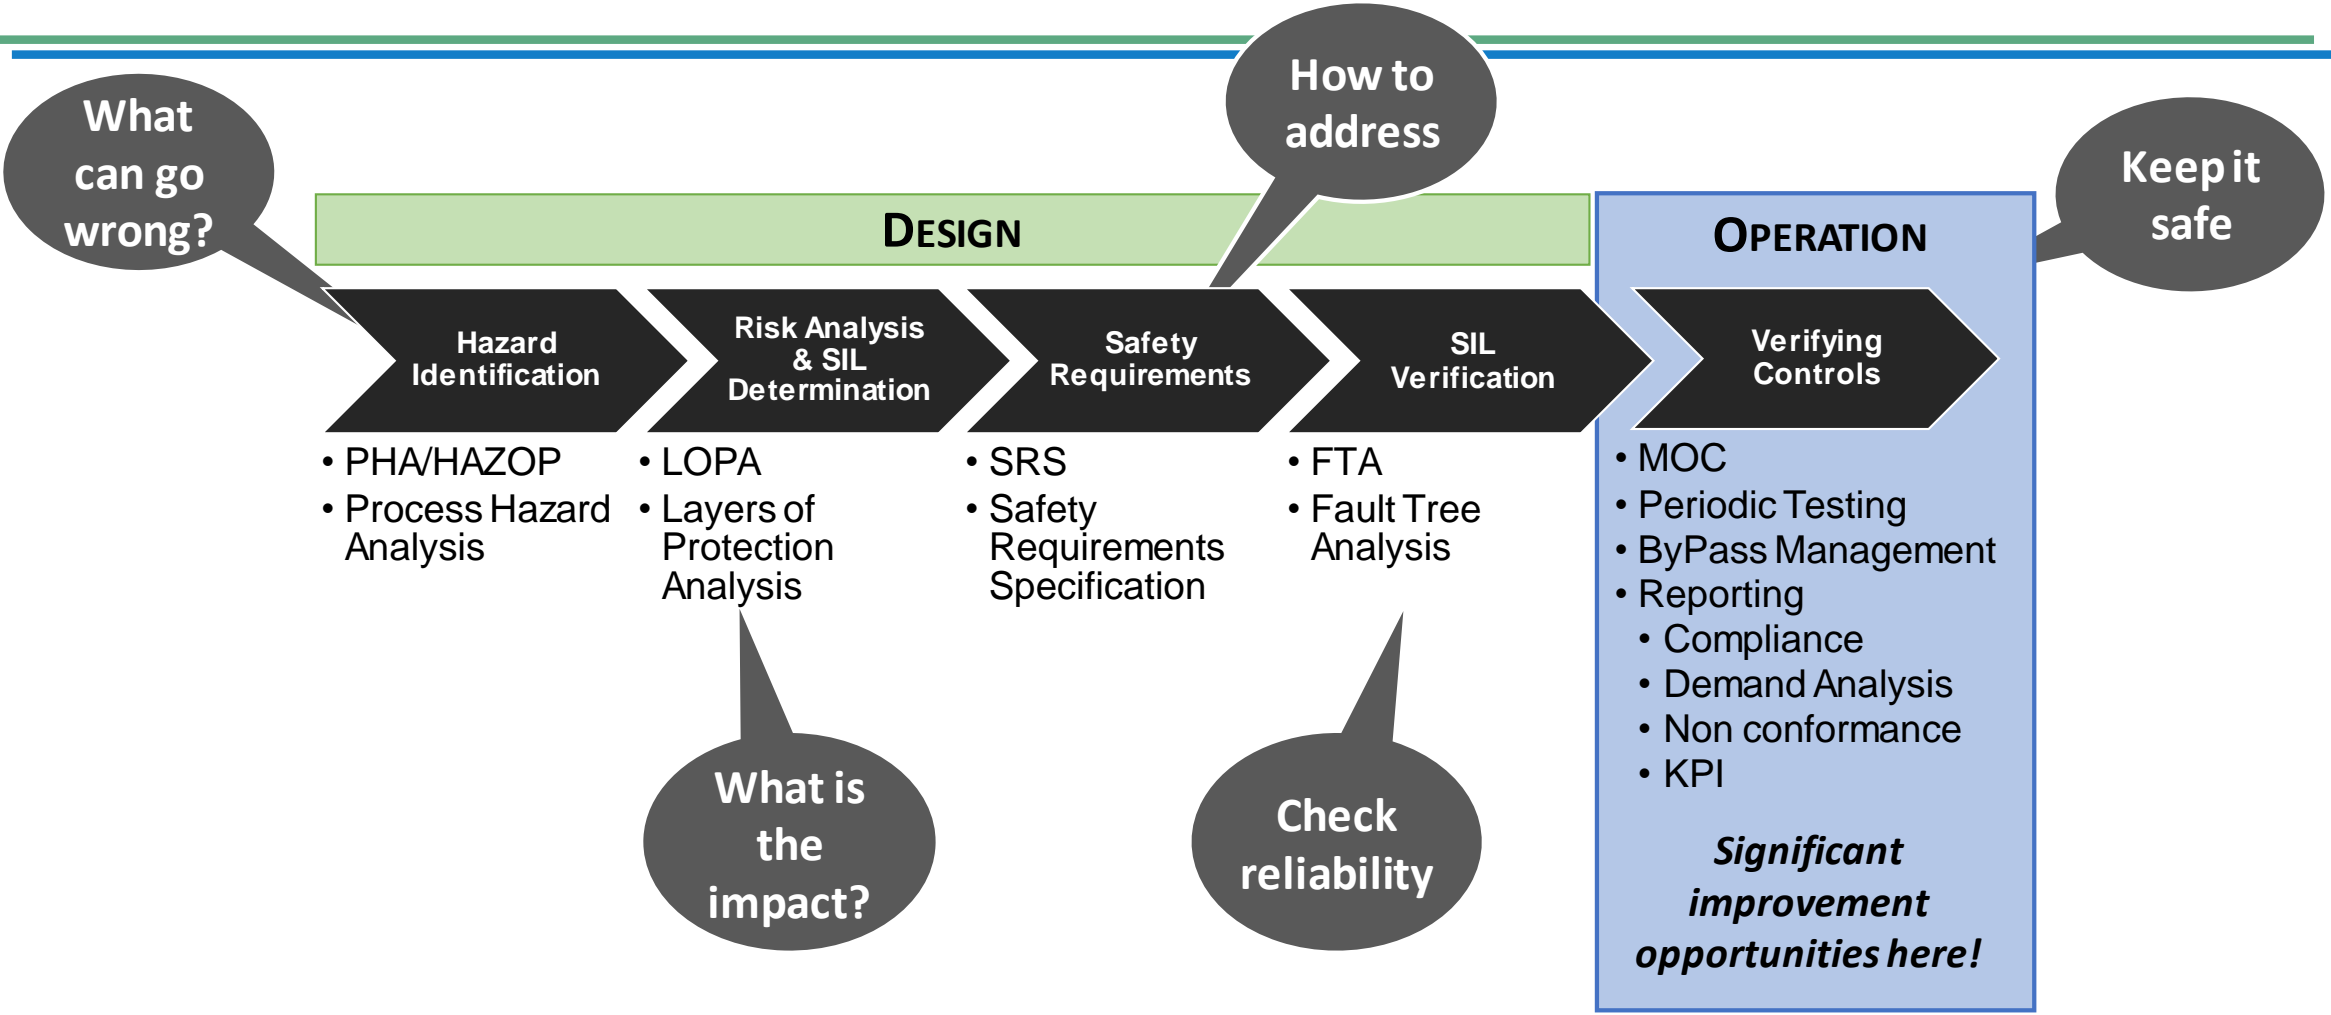 What
can go
wrong?
How to
address
Keep it
safe
DESIGN
OPERATION
Hazard
Identification
Risk Analysis
& SIL
Determination
Safety
Requirements
SIL
Verification
Verifying
Controls
• PHA/HAZOP
• Process Hazard
Analysis
• LOPA
• Layers of
Protection
Analysis
• SRS
• Safety
Requirements
Specification
• FTA
• Fault Tree
Analysis
• MOC
• Periodic Testing
• ByPass Management
• Reporting
• Compliance
• Demand Analysis
• Non conformance
• KPI
Significant
improvement
opportunities here!
What is
the
impact?
Check
reliability